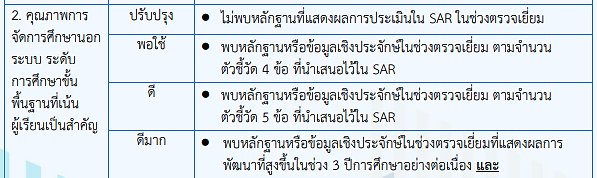 2. คุณภาพการ
จัดการศึกษานอก
ระบบ ระดับ
การศึกษาขั้น
พื้นฐานที่เน้น
ผู้เรียนเป็นสำคัญ
ปรับปรุง
● ไม่พบหลักฐานที่แสดงผลการประเมินใน SAR ในช่วงตรวจเยี่ยม
พอใช้
● พบหลักฐานหรือข้อมูลเชิงประจักษ์ในช่วงตรวจเยี่ยม ตามจำนวน
ตัวชี้วัด 4 ข้อ ที่นำเสนอไว้ใน SAR
ดี
● พบหลักฐานหรือข้อมูลเชิงประจักษ์ในช่วงตรวจเยี่ยม ตามจำนวน
ตัวชี้วัด 5 ข้อ ที่นำเสนอไว้ใน SAR
ดีมาก
● พบหลักฐานหรือข้อมูลเชิงประจักษ์ในช่วงตรวจเยี่ยมที่แสดงผลการ
พัฒนาที่สูงขึ้นในช่วง 3 ปีการศึกษาอย่างต่อเนื่อง และ